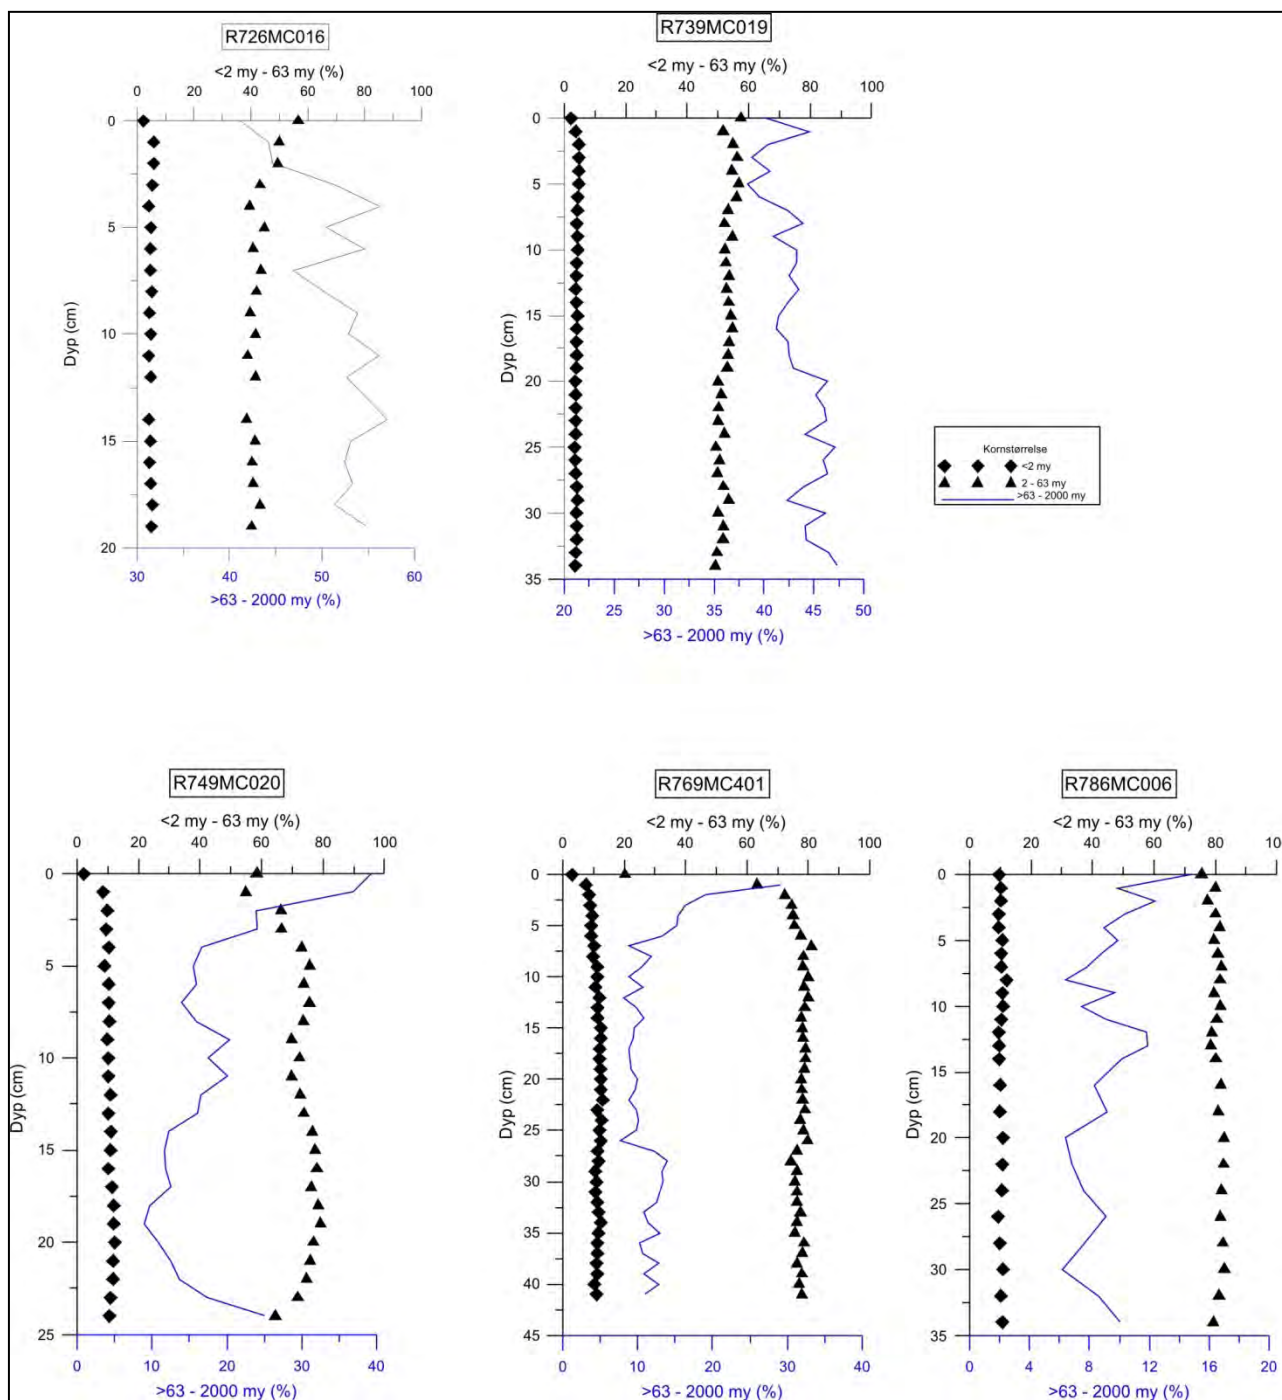 R726MC016
<2 my - 63 my (%)
0 20 40 60 80 100
0
5
10
15
20
Dyp (cm)
30 40 50 60
>63 - 2000 my (%)
R739MC019
<2 my - 63 my (%)
0 20 40 60 80 100
0
5
10
15
20
25
30
35
Dyp (cm)
20 25 30 35 40 45 50
>63 - 2000 my (%)
Kornstørrelse
<2 my
2 - 63 my
>63 - 2000 my
R749MC020
<2 my - 63 my (%)
0 20 40 60 80 100
0
5
10
15
20
25
Dyp (cm)
0 10 20 30 40
>63 - 2000 my (%)
R769MC401
<2 my - 63 my (%)
0 20 40 60 80 100
0
5
10
15
20
25
30
35
40
45
Dyp (cm)
0 10 20 30 40
>63 - 2000 my (%)
R786MC006
<2 my - 63 my (%)
0 20 40 60 80 100
0
5
10
15
20
25
30
35
Dyp (cm)
0 4 8 12 16 20
>63 - 2000 my (%)